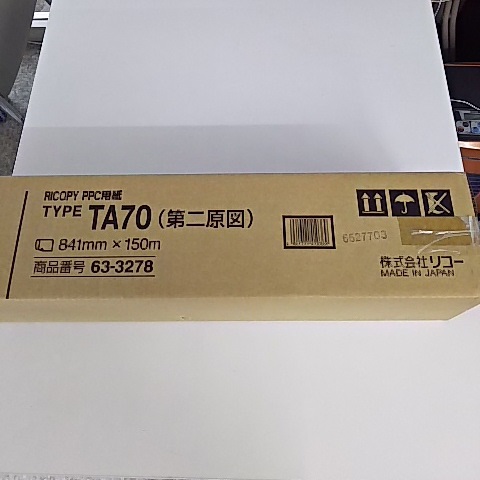 RICOPY PPC用紙
TYPE TA70 (第二原図)
841mm × 150m
商品番号 63-3278
6527703
株式会社リコー
MADE IN JAPAN